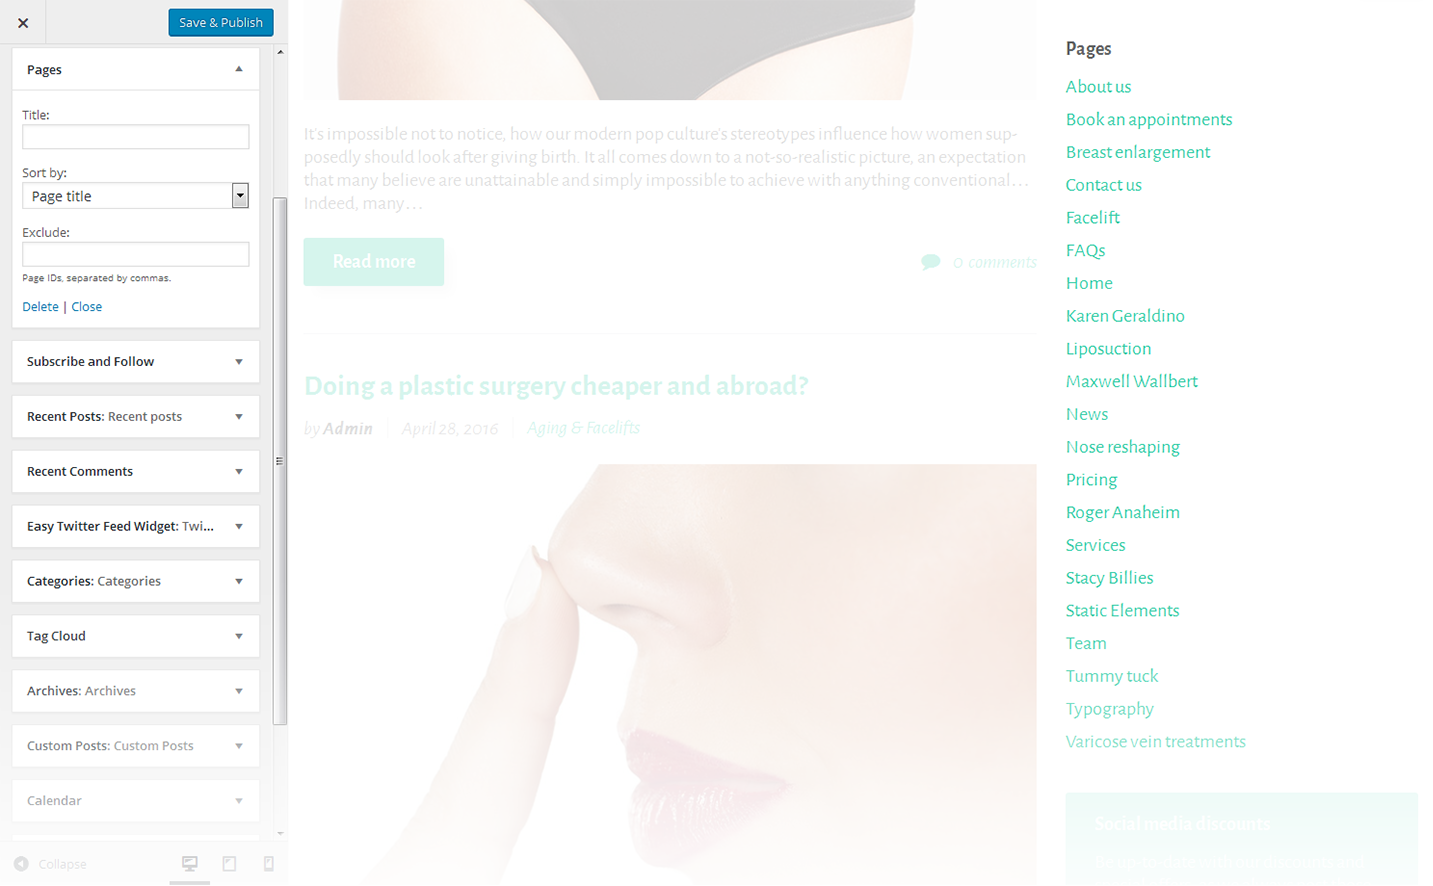 Save & Publish
Pages
Title:
Sort by:
Page title
Exclude:
Page IDs, separated by commas.
Delete | Close
Subscribe and Follow
Recent Posts: Recent posts
Recent Comments
Easy Twitter Feed Widget: Twi...
Categories: Categories
Tag Cloud
Archives: Archives
Custom Posts: Custom Posts
Calendar
Collapse
It's impossible not to notice, how our modern pop culture's stereotypes influence how women sup-
posedly should look after giving birth. It all comes down to a not-so-realistic picture, an expectation
that many believe are unattainable and simply impossible to achieve with anything conventional…
Indeed, many…
Read more
0 comments
Doing a plastic surgery cheaper and abroad?
by Admin
April 28, 2016
Aging & Facelifts
Pages
About us
Book an appointments
Breast enlargement
Contact us
Facelift
FAQs
Home
Karen Geraldino
Liposuction
Maxwell Wallbert
News
Nose reshaping
Pricing
Roger Anaheim
Services
Stacy Billies
Static Elements
Team
Tummy tuck
Typography
Varicose vein treatments
Social media discounts